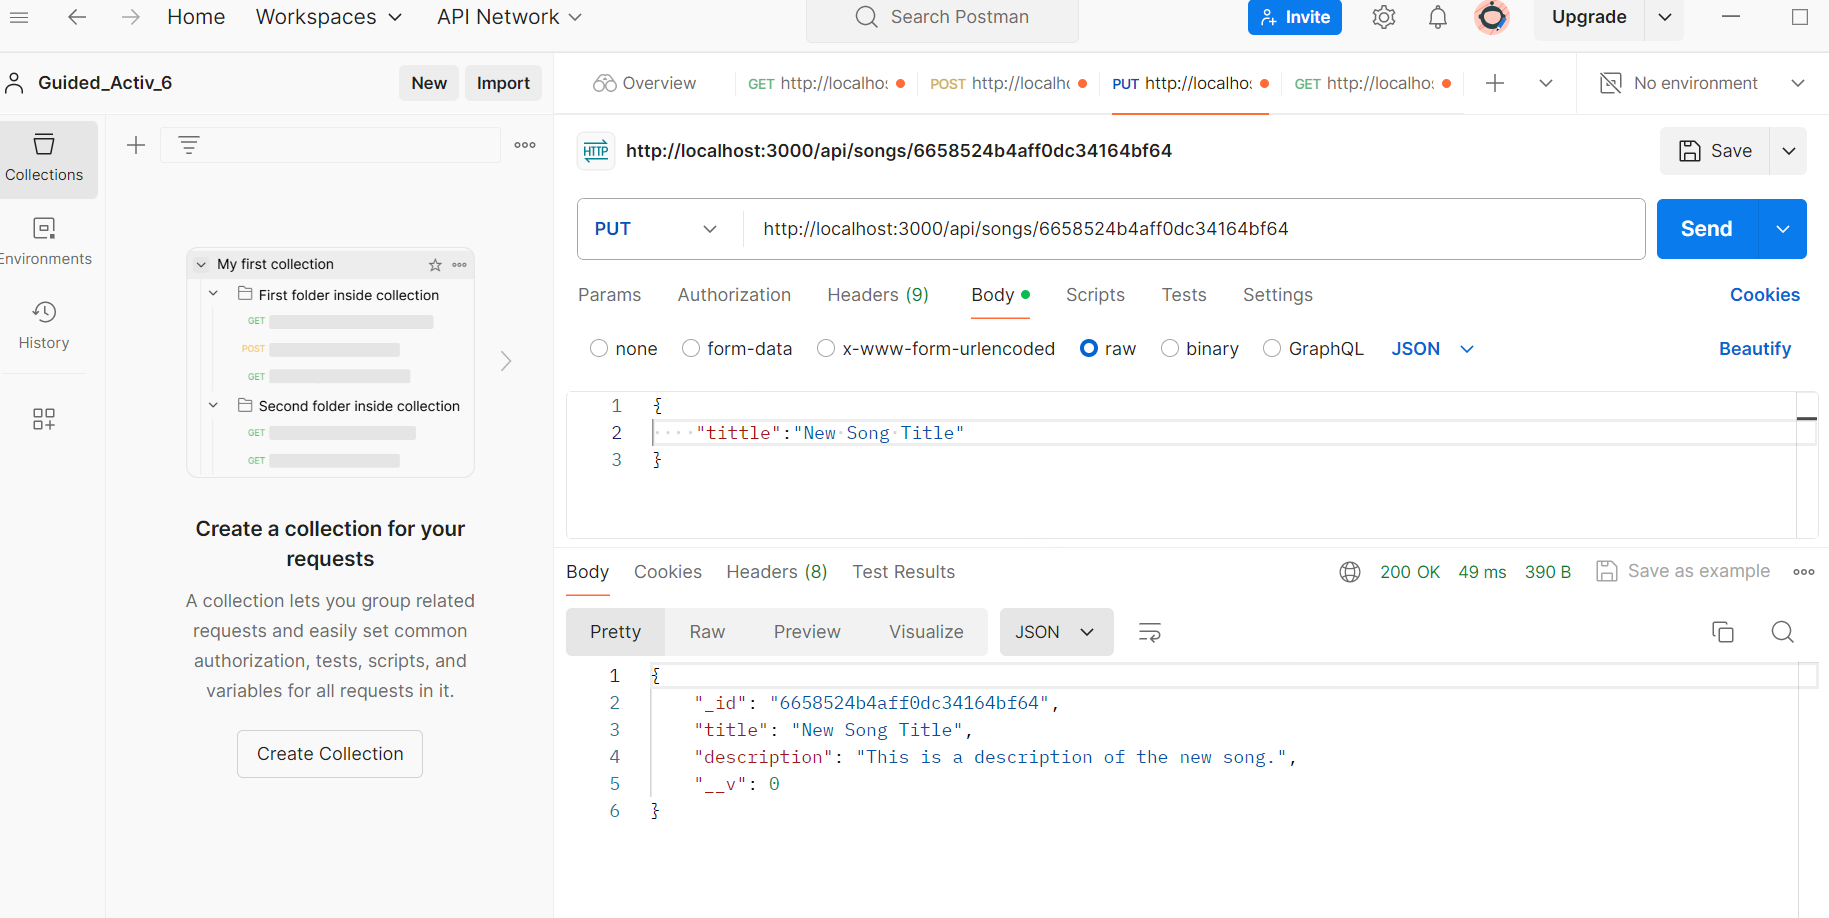 Home Workspaces API Network Search Postman Invite Upgrade
Guided_Activ_6 New Import Overview GET http://localhos POST http://localh PUT http://localhos GET http://localhos No environment
Collections
Environments
History
My first collection
First folder inside collection
GET
POST
GET
Second folder inside collection
GET
GET
Create a collection for your
requests
A collection lets you group related
requests and easily set common
authorization, tests, scripts, and
variables for all requests in it.
Create Collection
HTTP http://localhost:3000/api/songs/6658524b4aff0dc34164bf64 Save
PUT http://localhost:3000/api/songs/6658524b4aff0dc34164bf64 Send
Params Authorization Headers (9) Body Scripts Tests Settings Cookies
none form-data x-www-form-urlencoded raw binary GraphQL JSON Beautify
1 {
2 "tittle":"New Song Title"
3 }
Body Cookies Headers (8) Test Results 200 OK 49 ms 390 B Save as example
Pretty Raw Preview Visualize JSON
1 {
2 "_id": "6658524b4aff0dc34164bf64",
3 "title": "New Song Title",
4 "description": "This is a description of the new song.",
5 "__v": 0
6 }